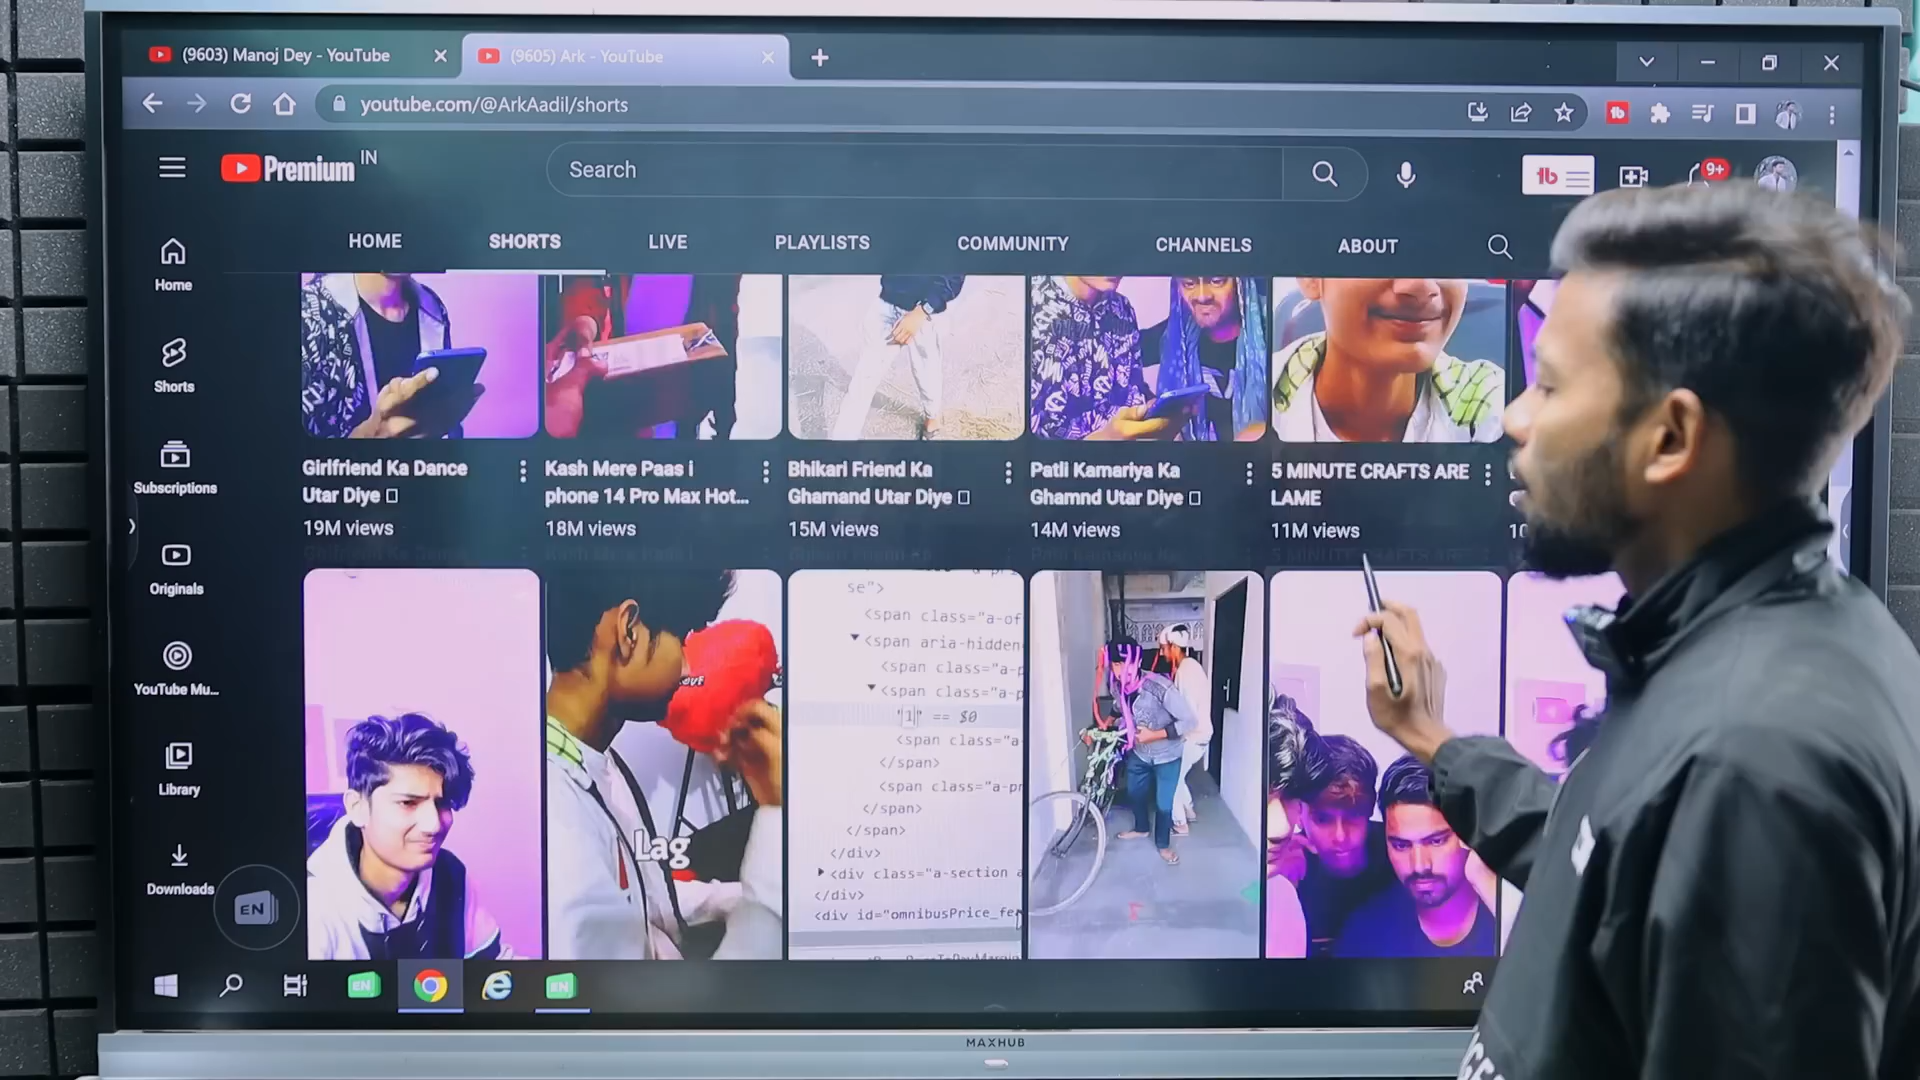 (9603) Manoj Dey - YouTube
(9605) Ark - YouTube
youtube.com/@ArkAadil/shorts
Premium IN
Search
9+
HOME
SHORTS
LIVE
PLAYLISTS
COMMUNITY
CHANNELS
ABOUT
Home
Shorts
Subscriptions
Originals
YouTube Mu...
Library
Downloads
EN
Girlfriend Ka Dance
Utar Diye
19M views
Kash Mere Paas i
phone 14 Pro Max Hot...
18M views
Bhikari Friend Ka
Ghamand Utar Diye
15M views
Patli Kamariya Ka
Ghamnd Utar Diye
14M views
5 MINUTE CRAFTS ARE
LAME
11M views
Lag
se">
<span class="a-of
<span aria-hidden
<span class="a-p
<span class="a-p
"1" == $0
<span class="a
</span>
<span class="a-pr
</span>
</span>
</div>
<div class="a-section a
</div>
<div id="omnibusPrice_fe
EN
EN
MAXHUB